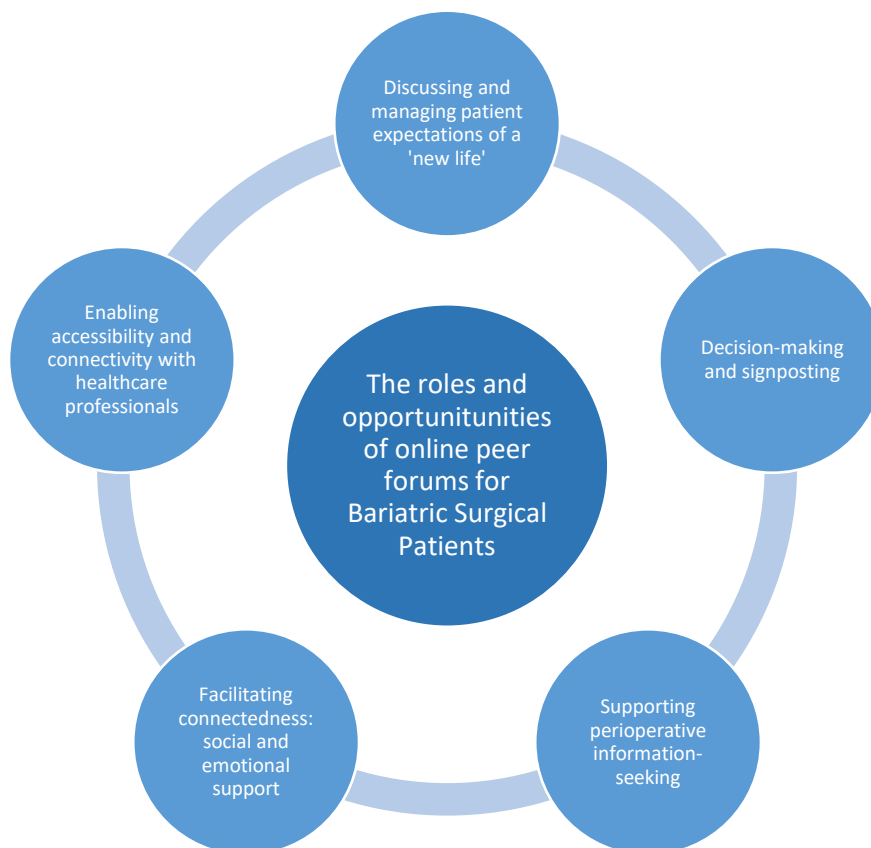 Discussing and
managing patient
expectations of a
'new life'
Enabling
accessibility and
connectivity with
healthcare
professionals
Decision-making
and signposting
The roles and
opportunitunities
of online peer
forums for
Bariatric Surgical
Patients
Facilitating
connectedness:
social and
emotional
support
Supporting
perioperative
information-
seeking